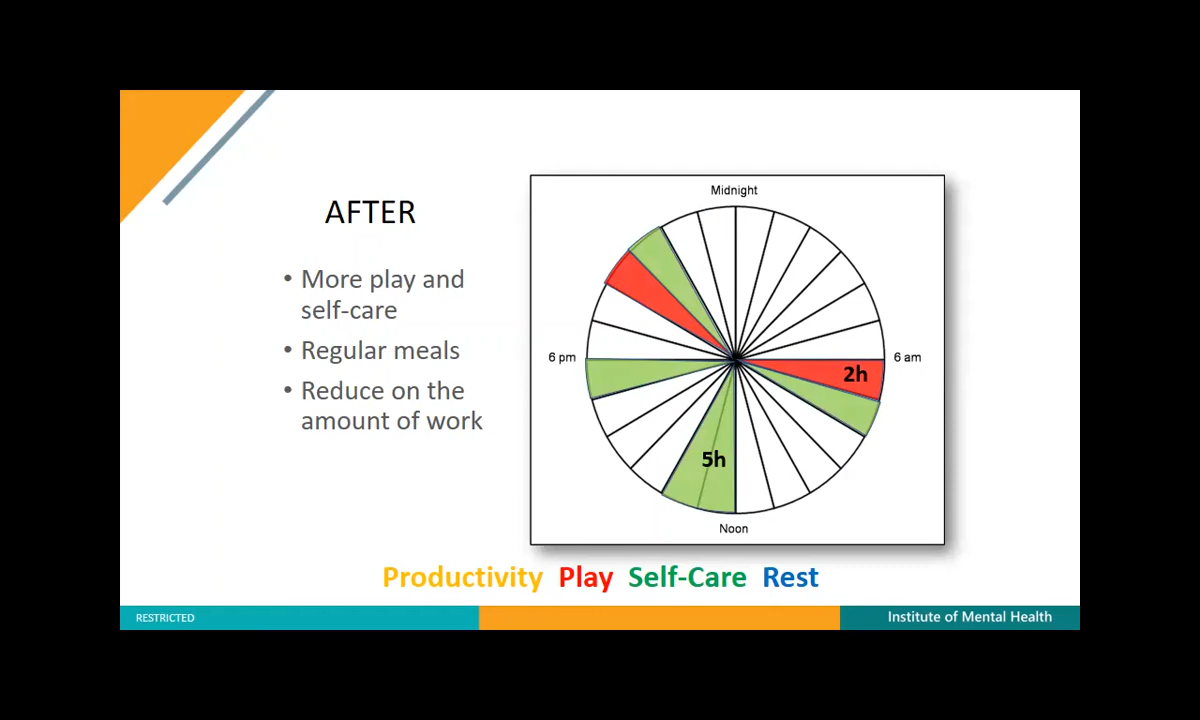 AFTER
• More play and
self-care
• Regular meals
• Reduce on the
amount of work
Midnight
6 pm
6 am
2h
5h
Noon
Productivity Play Self-Care Rest
RESTRICTED
Institute of Mental Health